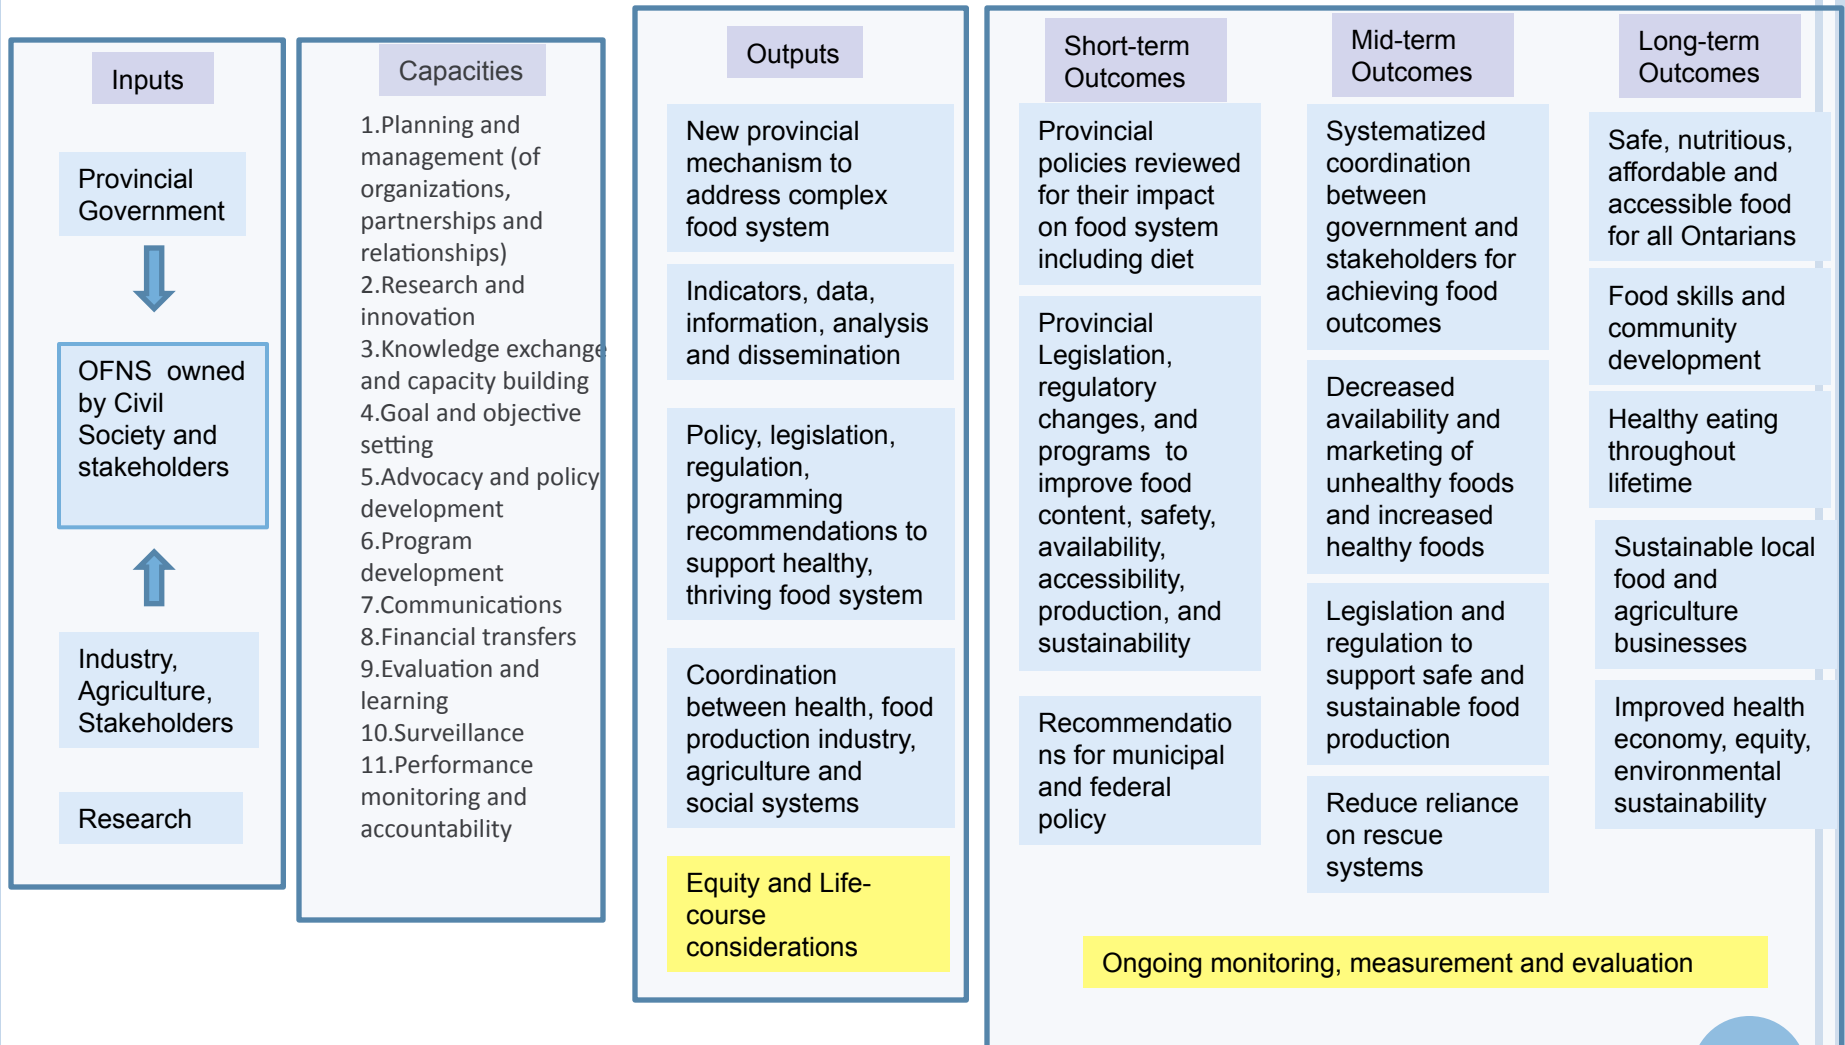 Inputs
Provincial
Government
OFNS owned
by Civil
Society and
stakeholders
Industry,
Agriculture,
Stakeholders
Research
Capacities
1.Planning and
management (of
organizations,
partnerships and
relationships)
2.Research and
innovation
3.Knowledge exchange
and capacity building
4.Goal and objective
setting
5.Advocacy and policy
development
6.Program
development
7.Communications
8.Financial transfers
9.Evaluation and
learning
10.Surveillance
11.Performance
monitoring and
accountability
Outputs
New provincial
mechanism to
address complex
food system
Indicators, data,
information, analysis
and dissemination
Policy, legislation,
regulation,
programming
recommendations to
support healthy,
thriving food system
Coordination
between health, food
production industry,
agriculture and
social systems
Equity and Life-
course
considerations
Short-term
Outcomes
Provincial
policies reviewed
for their impact
on food system
including diet
Provincial
Legislation,
regulatory
changes, and
programs to
improve food
content, safety,
availability,
accessibility,
production, and
sustainability
Recommendatio
ns for municipal
and federal
policy
Mid-term
Outcomes
Systematized
coordination
between
government and
stakeholders for
achieving food
outcomes
Decreased
availability and
marketing of
unhealthy foods
and increased
healthy foods
Legislation and
regulation to
support safe and
sustainable food
production
Reduce reliance
on rescue
systems
Long-term
Outcomes
Safe, nutritious,
affordable and
accessible food
for all Ontarians
Food skills and
community
development
Healthy eating
throughout
lifetime
Sustainable local
food and
agriculture
businesses
Improved health
economy, equity,
environmental
sustainability
Ongoing monitoring, measurement and evaluation